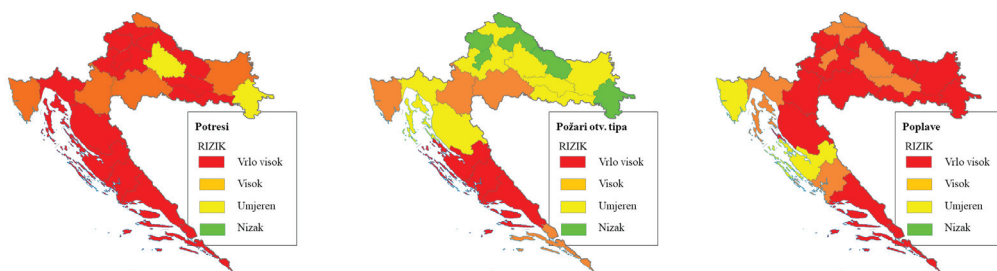 Potresi
RIZIK
Vrlo visok
Visok
Umjeren
Nizak
Požari otv. tipa
RIZIK
Vrlo visok
Visok
Umjeren
Nizak
Poplave
RIZIK
Vrlo visok
Visok
Umjeren
Nizak